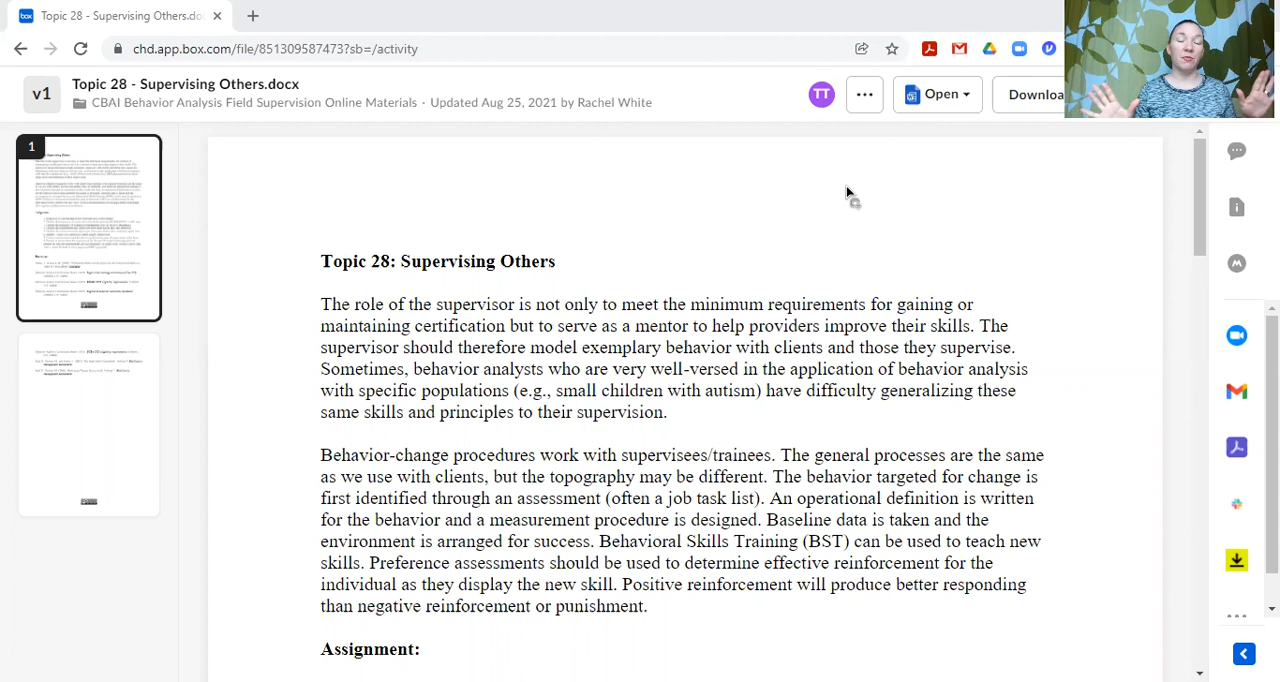 Topic 28 - Supervising Others.do
chd.app.box.com/file/851309587473?sb=/activity
v1
Topic 28 - Supervising Others.docx
CBAI Behavior Analysis Field Supervision Online Materials · Updated Aug 25, 2021 by Rachel White
TT
Open
Downloa
1
Topic 28: Supervising Others
The role of the supervisor is not only to meet the minimum requirements for gaining or
maintaining certification but to serve as a mentor to help providers improve their skills. The
supervisor should therefore model exemplary behavior with clients and those they supervise.
Sometimes, behavior analysts who are very well-versed in the application of behavior analysis
with specific populations (e.g., small children with autism) have difficulty generalizing these
same skills and principles to their supervision.
Behavior-change procedures work with supervisees/trainees. The general processes are the same
as we use with clients, but the topography may be different. The behavior targeted for change is
first identified through an assessment (often a job task list). An operational definition is written
for the behavior and a measurement procedure is designed. Baseline data is taken and the
environment is arranged for success. Behavioral Skills Training (BST) can be used to teach new
skills. Preference assessments should be used to determine effective reinforcement for the
individual as they display the new skill. Positive reinforcement will produce better responding
than negative reinforcement or punishment.
Assignment: